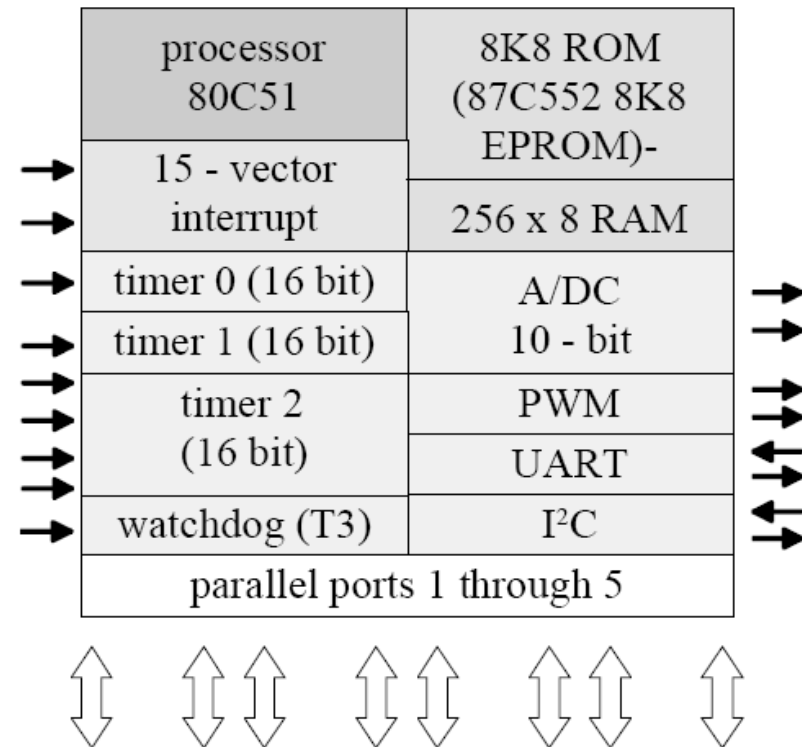 processor
80C51
8K8 ROM
(87C552 8K8
EPROM)-
15 - vector
interrupt
256 x 8 RAM
timer 0 (16 bit)
A/DC
10 - bit
timer 1 (16 bit)
timer 2
(16 bit)
PWM
UART
watchdog (T3)
I²C
parallel ports 1 through 5